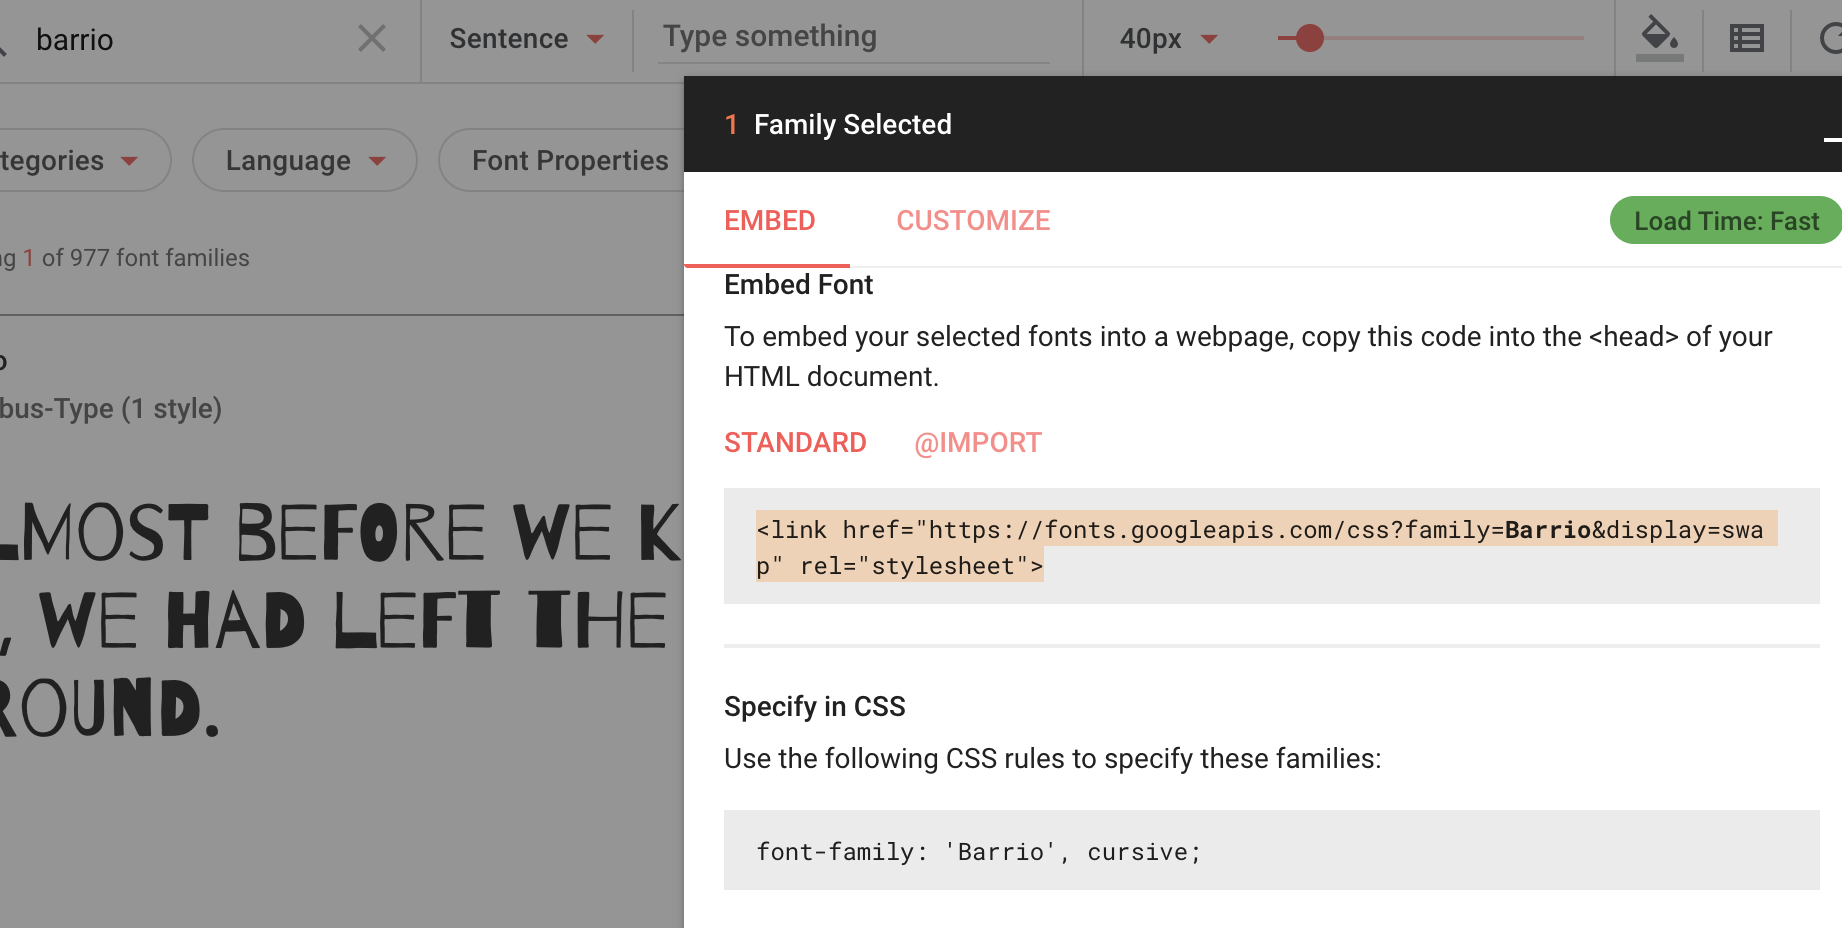 barrio
Sentence
Type something
40px
tegories
Language
Font Properties
1 of 977 font families
bus-Type (1 style)
LMOST BEFORE WE K
, WE HAD LEFT THE
ROUND.
1 Family Selected
EMBED
CUSTOMIZE
Load Time: Fast
Embed Font
To embed your selected fonts into a webpage, copy this code into the <head> of your
HTML document.
STANDARD
@IMPORT
<link href="https://fonts.googleapis.com/css?family=Barrio&display=swa
p" rel="stylesheet">
Specify in CSS
Use the following CSS rules to specify these families:
font-family: 'Barrio', cursive;